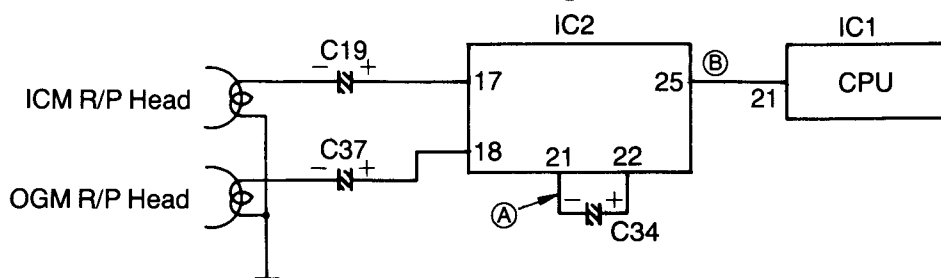 IC2
IC1
C19
− +
ICM R/P Head
17
25
Ⓑ
21
CPU
C37
− +
18
21
22
OGM R/P Head
Ⓐ
− +
C34